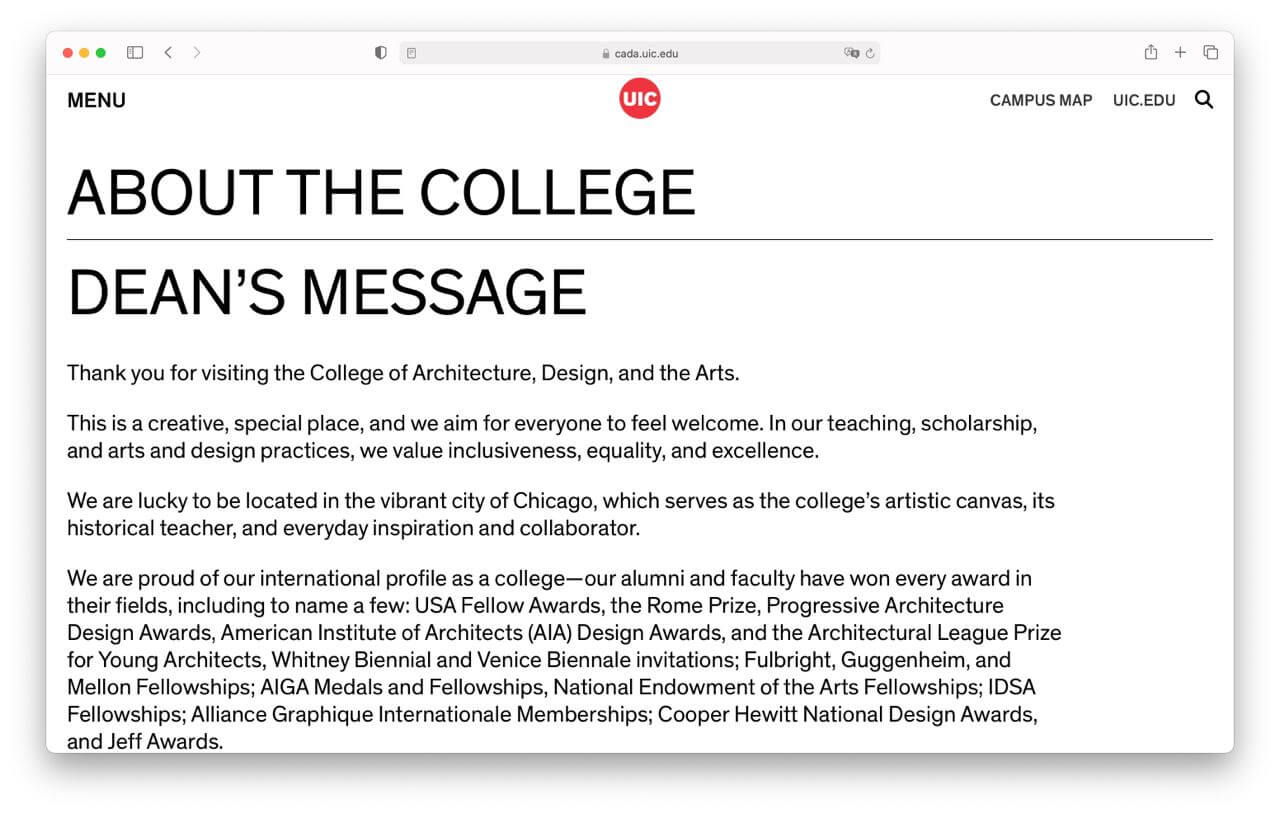 cada.uic.edu
MENU
UIC
CAMPUS MAP
UIC.EDU
ABOUT THE COLLEGE
DEAN’S MESSAGE
Thank you for visiting the College of Architecture, Design, and the Arts.
This is a creative, special place, and we aim for everyone to feel welcome. In our teaching, scholarship,
and arts and design practices, we value inclusiveness, equality, and excellence.
We are lucky to be located in the vibrant city of Chicago, which serves as the college’s artistic canvas, its
historical teacher, and everyday inspiration and collaborator.
We are proud of our international profile as a college—our alumni and faculty have won every award in
their fields, including to name a few: USA Fellow Awards, the Rome Prize, Progressive Architecture
Design Awards, American Institute of Architects (AIA) Design Awards, and the Architectural League Prize
for Young Architects, Whitney Biennial and Venice Biennale invitations; Fulbright, Guggenheim, and
Mellon Fellowships; AIGA Medals and Fellowships, National Endowment of the Arts Fellowships; IDSA
Fellowships; Alliance Graphique Internationale Memberships; Cooper Hewitt National Design Awards,
and Jeff Awards.